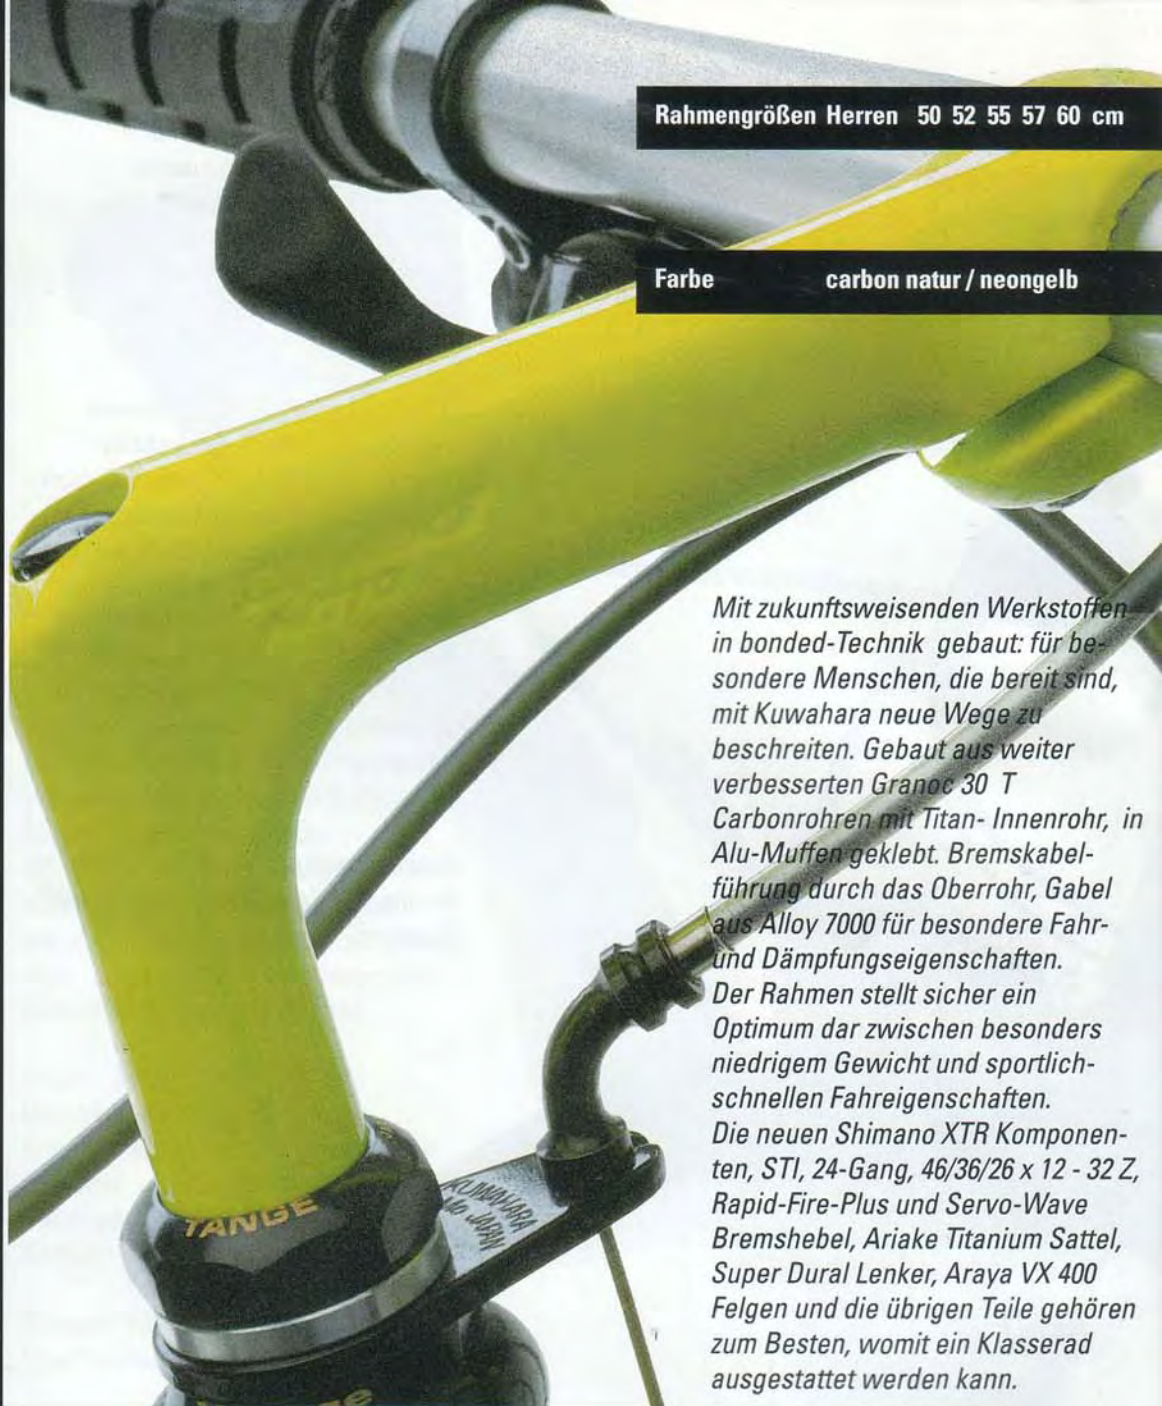 Rahmengrößen Herren 50 52 55 57 60 cm
Farbe carbon natur / neongelb
Mit zukunftsweisenden Werkstoffen
in bonded-Technik gebaut: für be-
sondere Menschen, die bereit sind,
mit Kuwahara neue Wege zu
beschreiten. Gebaut aus weiter
verbesserten Granoc 30 T
Carbonrohren mit Titan- Innenrohr, in
Alu-Muffen geklebt. Bremskabel-
führung durch das Oberrohr, Gabel
aus Alloy 7000 für besondere Fahr-
und Dämpfungseigenschaften.
Der Rahmen stellt sicher ein
Optimum dar zwischen besonders
niedrigem Gewicht und sportlich-
schnellen Fahreigenschaften.
Die neuen Shimano XTR Komponen-
ten, STI, 24-Gang, 46/36/26 x 12 - 32 Z,
Rapid-Fire-Plus und Servo-Wave
Bremshebel, Ariake Titanium Sattel,
Super Dural Lenker, Araya VX 400
Felgen und die übrigen Teile gehören
zum Besten, womit ein Klasserad
ausgestattet werden kann.
TANGE
KUWAHARA
JAPAN